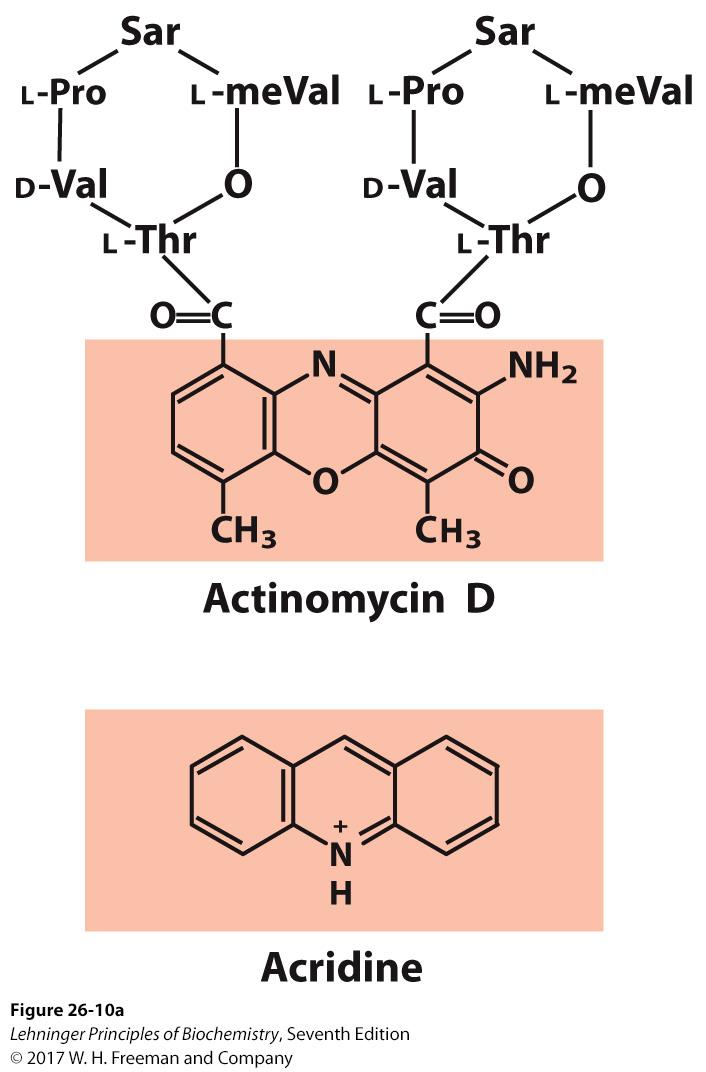 Sar Sar
L-Pro L-meVal L-Pro L-meVal
D-Val O D-Val O
L-Thr L-Thr
O=C C=O
N NH2
O O
CH3 CH3
Actinomycin D
+
N
H
Acridine
Figure 26-10a
Lehninger Principles of Biochemistry, Seventh Edition
© 2017 W. H. Freeman and Company